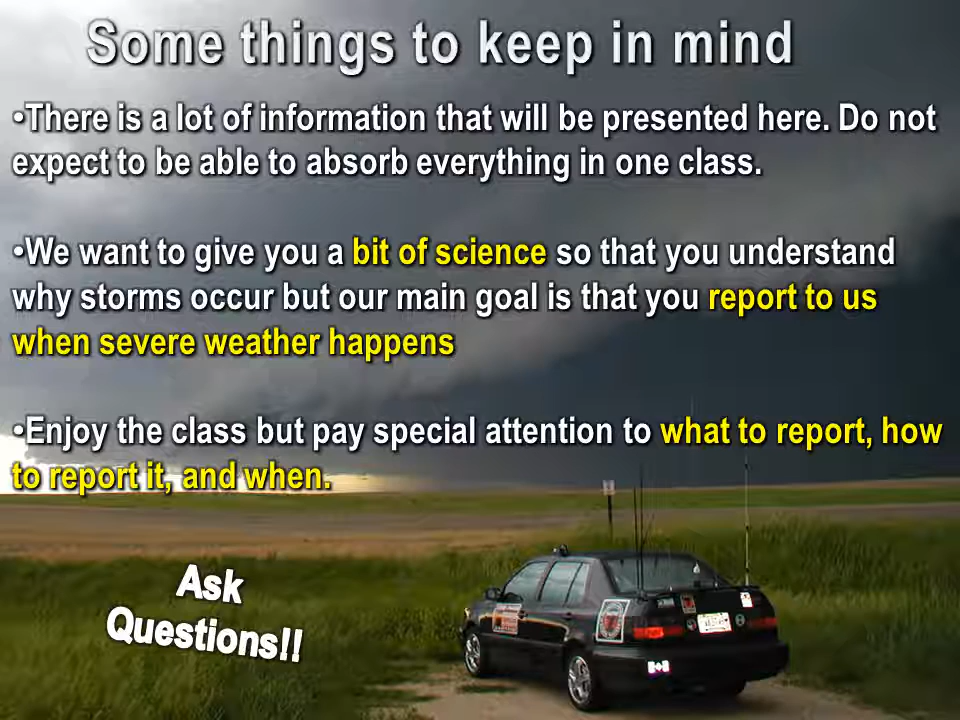 Some things to keep in mind
•There is a lot of information that will be presented here. Do not
expect to be able to absorb everything in one class.
•We want to give you a bit of science so that you understand
why storms occur but our main goal is that you report to us
when severe weather happens
•Enjoy the class but pay special attention to what to report, how
to report it, and when.
Ask
Questions!!